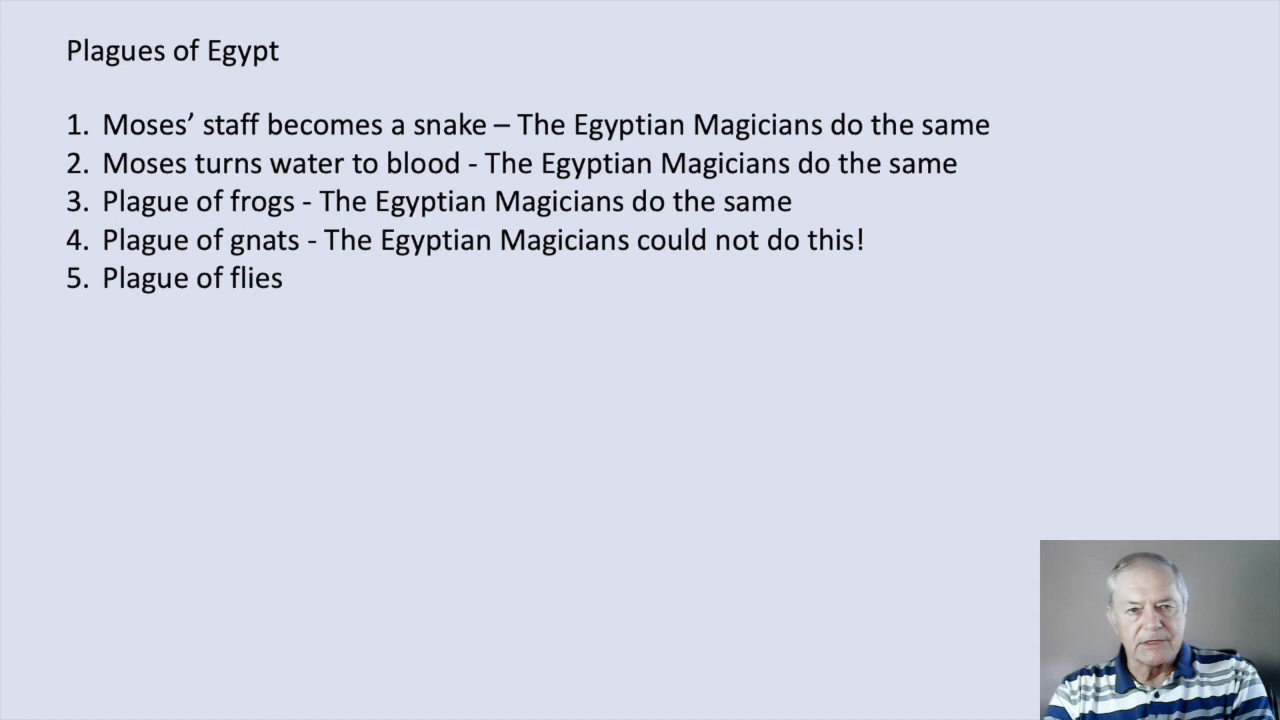 Plagues of Egypt
1. Moses’ staff becomes a snake – The Egyptian Magicians do the same
2. Moses turns water to blood - The Egyptian Magicians do the same
3. Plague of frogs - The Egyptian Magicians do the same
4. Plague of gnats - The Egyptian Magicians could not do this!
5. Plague of flies